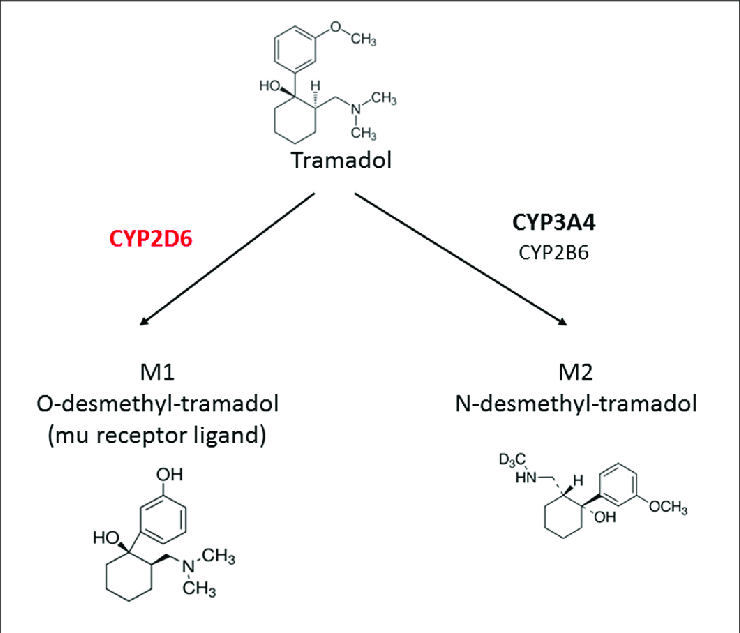 O
CH₃
HO
H
N
CH₃
CH₃
Tramadol
CYP2D6
CYP3A4
CYP2B6
M1
O-desmethyl-tramadol
(mu receptor ligand)
M2
N-desmethyl-tramadol
OH
HO
N
CH₃
CH₃
D₃C
HN
H
OH
OCH₃